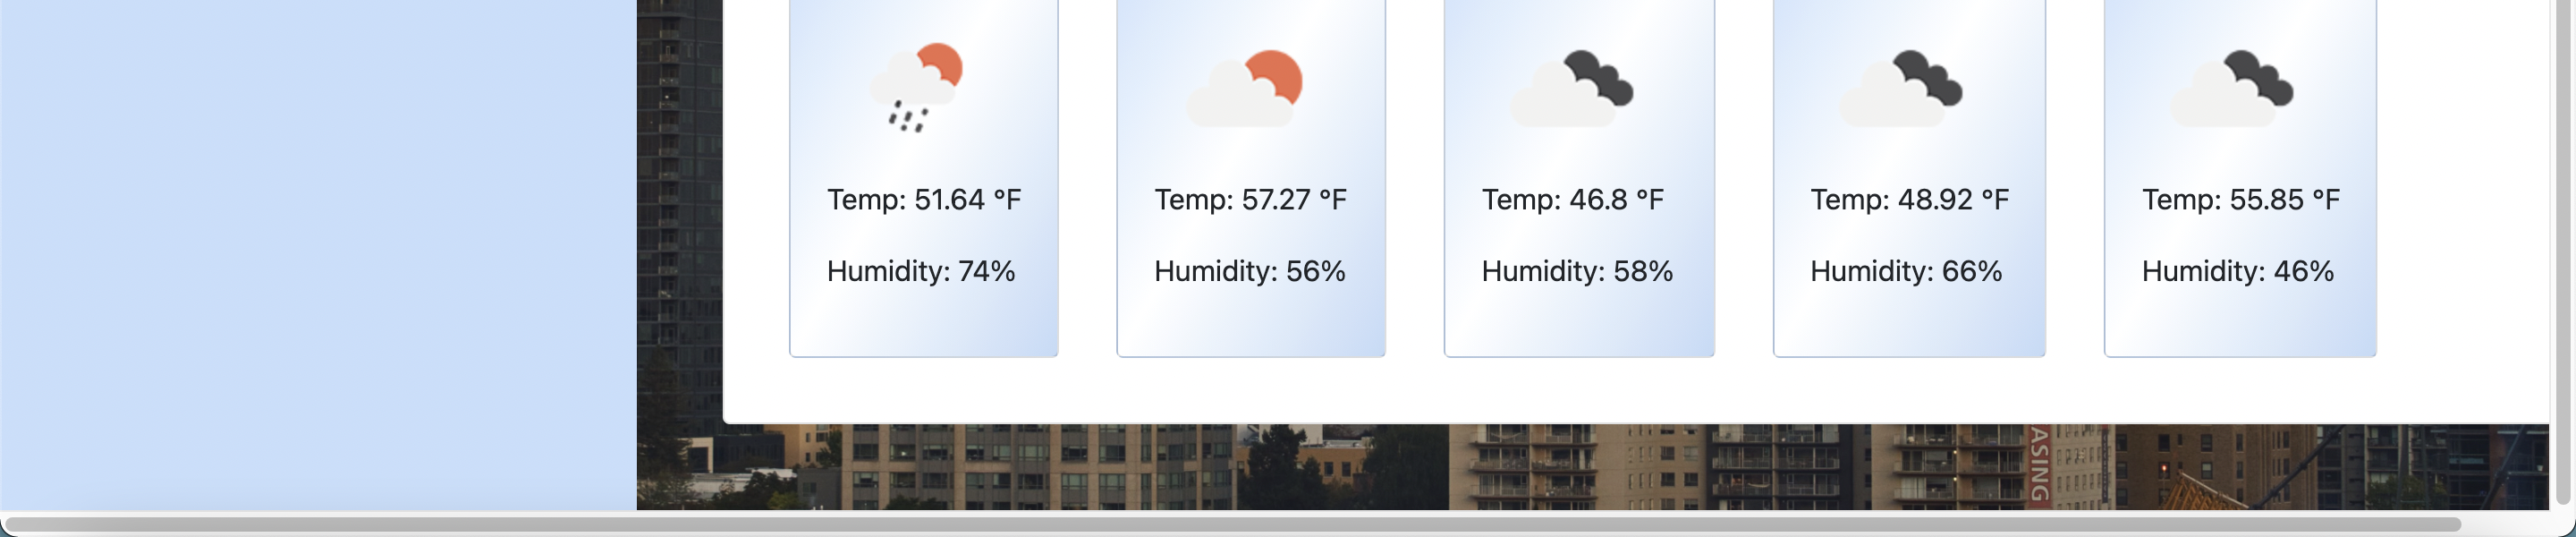 Temp: 51.64 °F
Humidity: 74%
Temp: 57.27 °F
Humidity: 56%
Temp: 46.8 °F
Humidity: 58%
Temp: 48.92 °F
Humidity: 66%
Temp: 55.85 °F
Humidity: 46%
ASING